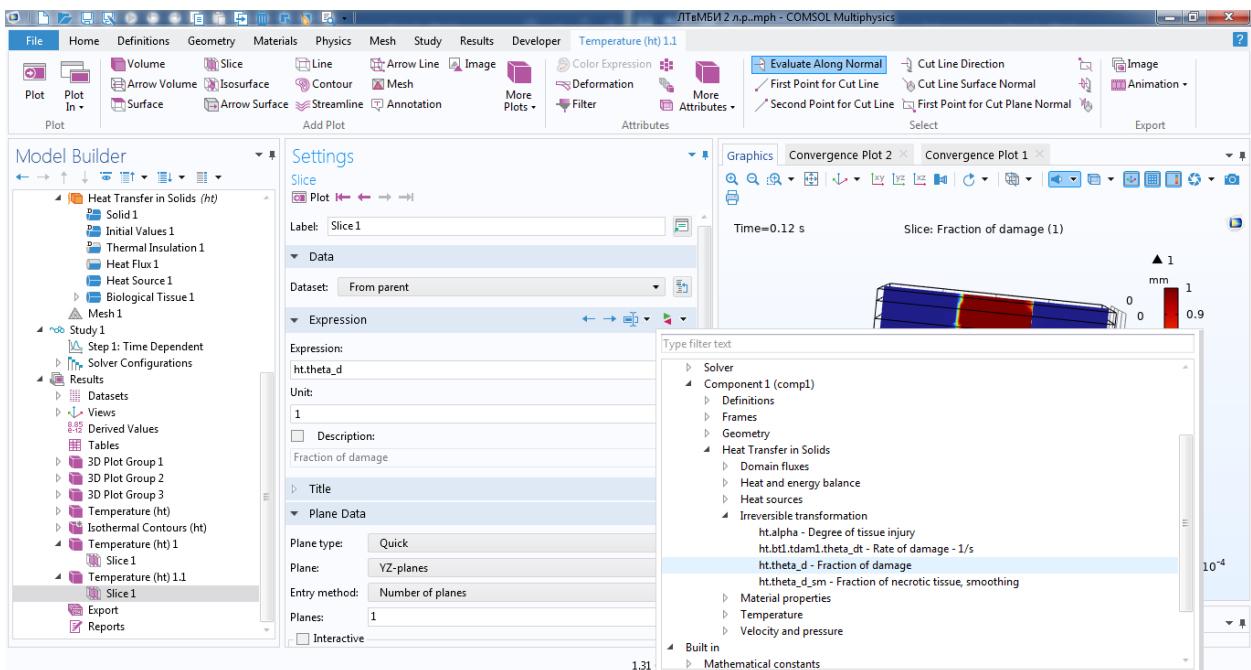 ЛТвМБИ 2 л.р..mph - COMSOL Multiphysics
File Home Definitions Geometry Materials Physics Mesh Study Results Developer Temperature (ht) 1.1
Plot
Plot In
Plot
Volume Slice Line Arrow Line Image
Arrow Volume Isosurface Contour Mesh
Surface Arrow Surface Streamline Annotation
More Plots
Add Plot
Color Expression
Deformation
Filter
More Attributes
Attributes
Evaluate Along Normal Cut Line Direction
First Point for Cut Line Cut Line Surface Normal
Second Point for Cut Line First Point for Cut Plane Normal
Select
Image
Animation
Export
Model Builder
Heat Transfer in Solids (ht)
Solid 1
Initial Values 1
Thermal Insulation 1
Heat Flux 1
Heat Source 1
Biological Tissue 1
Mesh 1
Study 1
Step 1: Time Dependent
Solver Configurations
Results
Datasets
Views
8.85
e-12
Derived Values
Tables
3D Plot Group 1
3D Plot Group 2
3D Plot Group 3
Temperature (ht)
Isothermal Contours (ht)
Temperature (ht) 1
Slice 1
Temperature (ht) 1.1
Slice 1
Export
Reports
Settings
Slice
Plot
Label: Slice 1
Data
Dataset: From parent
Expression
Expression:
ht.theta_d
Unit:
1
Description:
Fraction of damage
Title
Plane Data
Plane type: Quick
Plane: YZ-planes
Entry method: Number of planes
Planes: 1
Interactive
Graphics Convergence Plot 2 Convergence Plot 1
xy yz xz
Time=0.12 s Slice: Fraction of damage (1)
▲ 1
mm
0
0
1
0.9
10⁻⁴
Type filter text
Solver
Component 1 (comp1)
Definitions
Frames
Geometry
Heat Transfer in Solids
Domain fluxes
Heat and energy balance
Heat sources
Irreversible transformation
ht.alpha - Degree of tissue injury
ht.bt1.tdam1.theta_dt - Rate of damage - 1/s
ht.theta_d - Fraction of damage
ht.theta_d_sm - Fraction of necrotic tissue, smoothing
Material properties
Temperature
Velocity and pressure
Built in
Mathematical constants
1.31